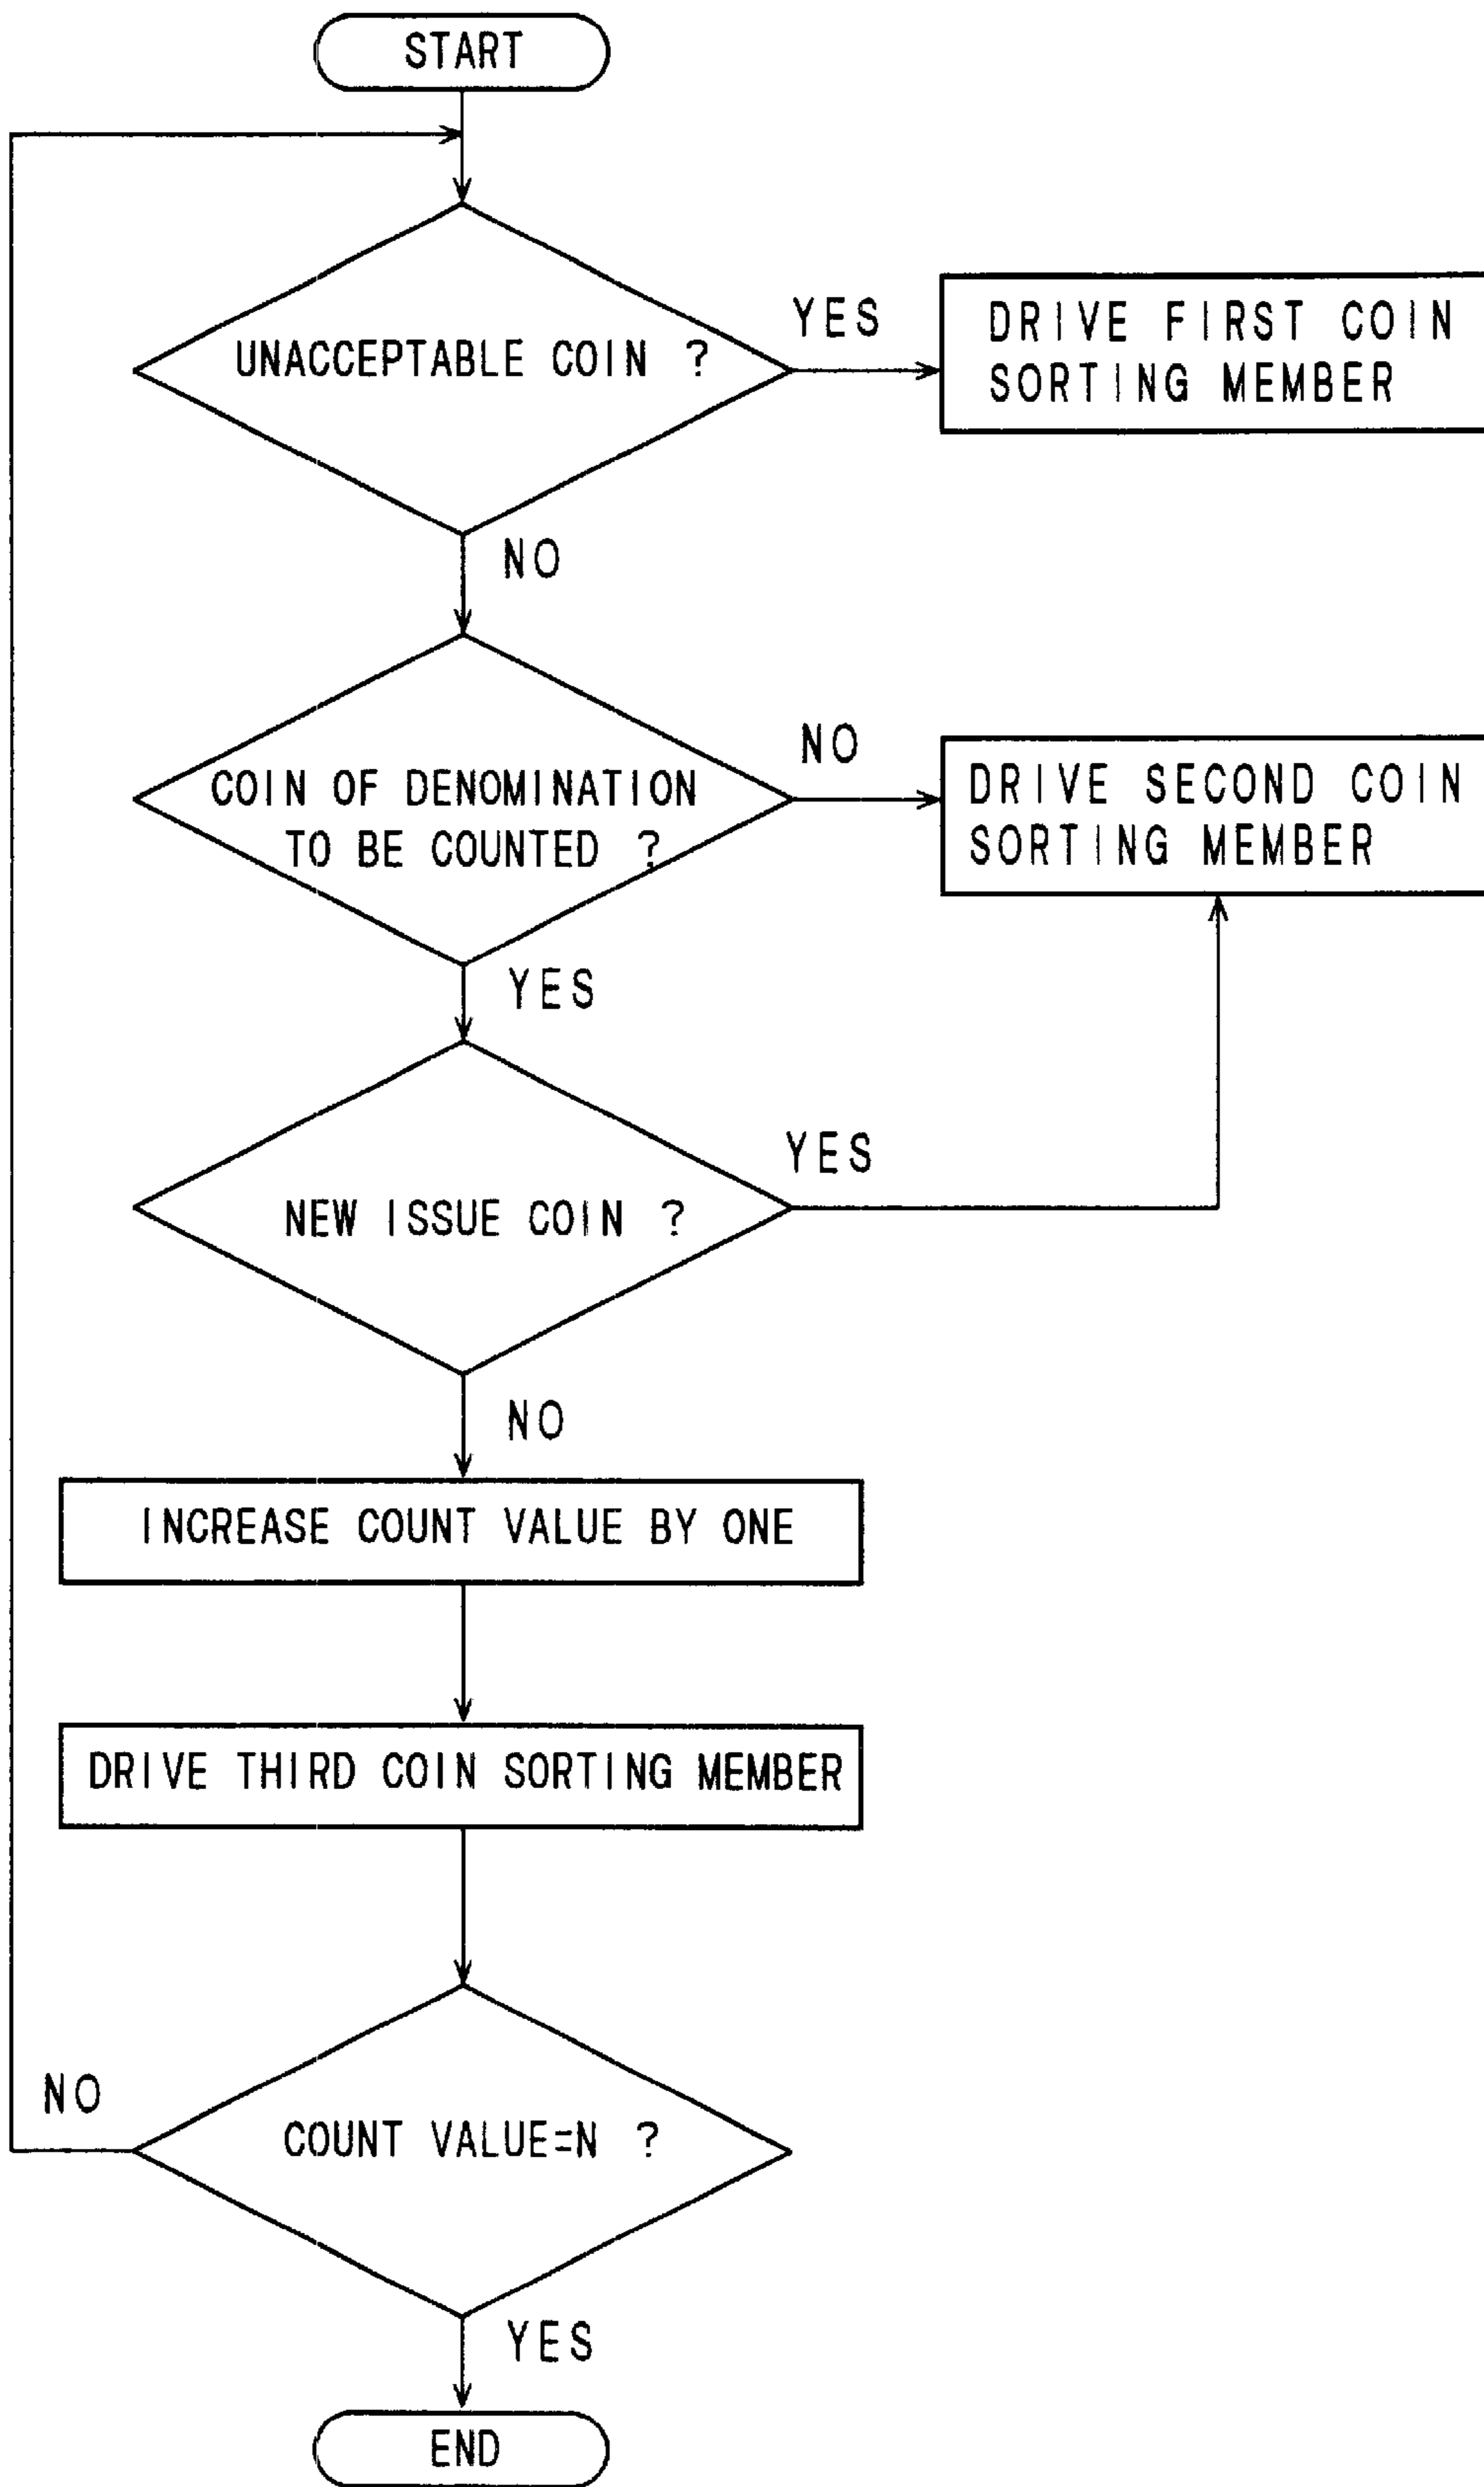 START
UNACCEPTABLE COIN ?
YES
DRIVE FIRST COIN
SORTING MEMBER
NO
COIN OF DENOMINATION
TO BE COUNTED ?
NO
DRIVE SECOND COIN
SORTING MEMBER
YES
NEW ISSUE COIN ?
YES
NO
INCREASE COUNT VALUE BY ONE
DRIVE THIRD COIN SORTING MEMBER
COUNT VALUE=N ?
NO
YES
END